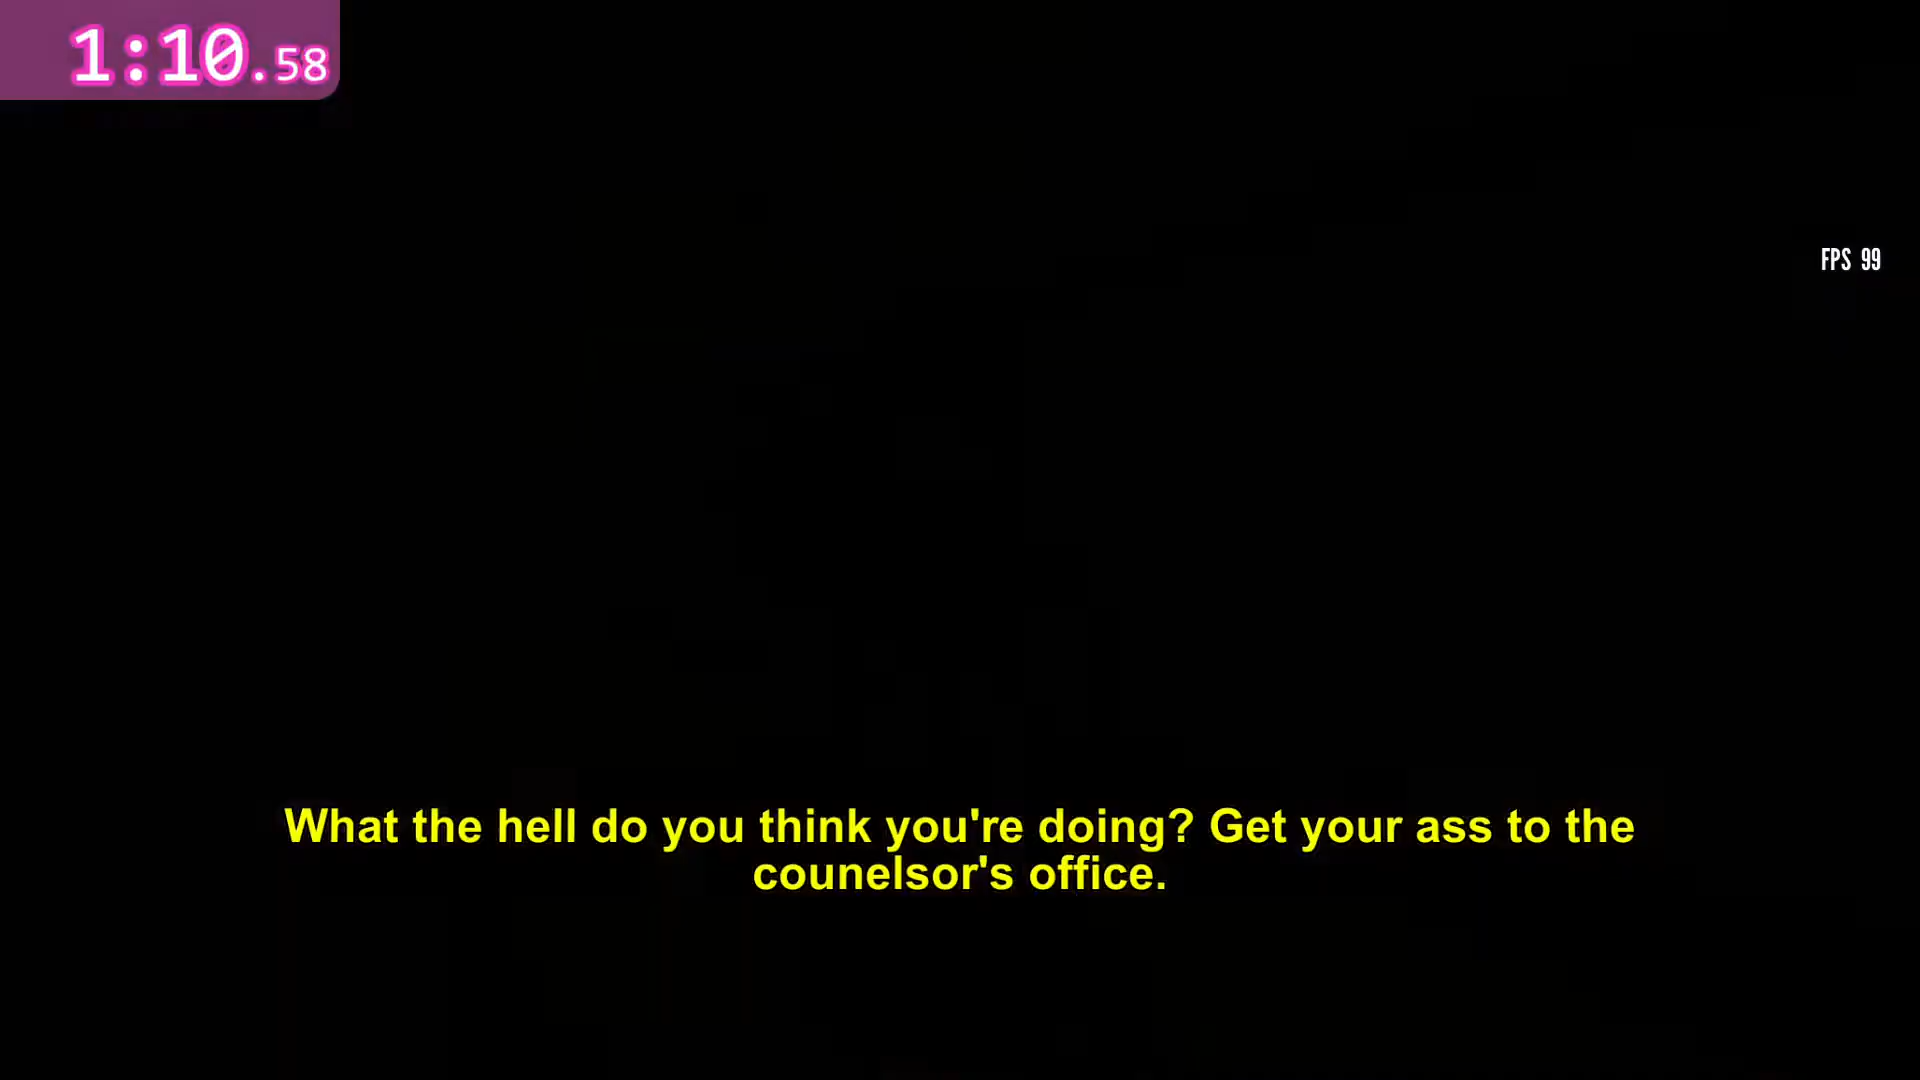 1:10.58
FPS 99
What the hell do you think you're doing? Get your ass to the
counelsor's office.